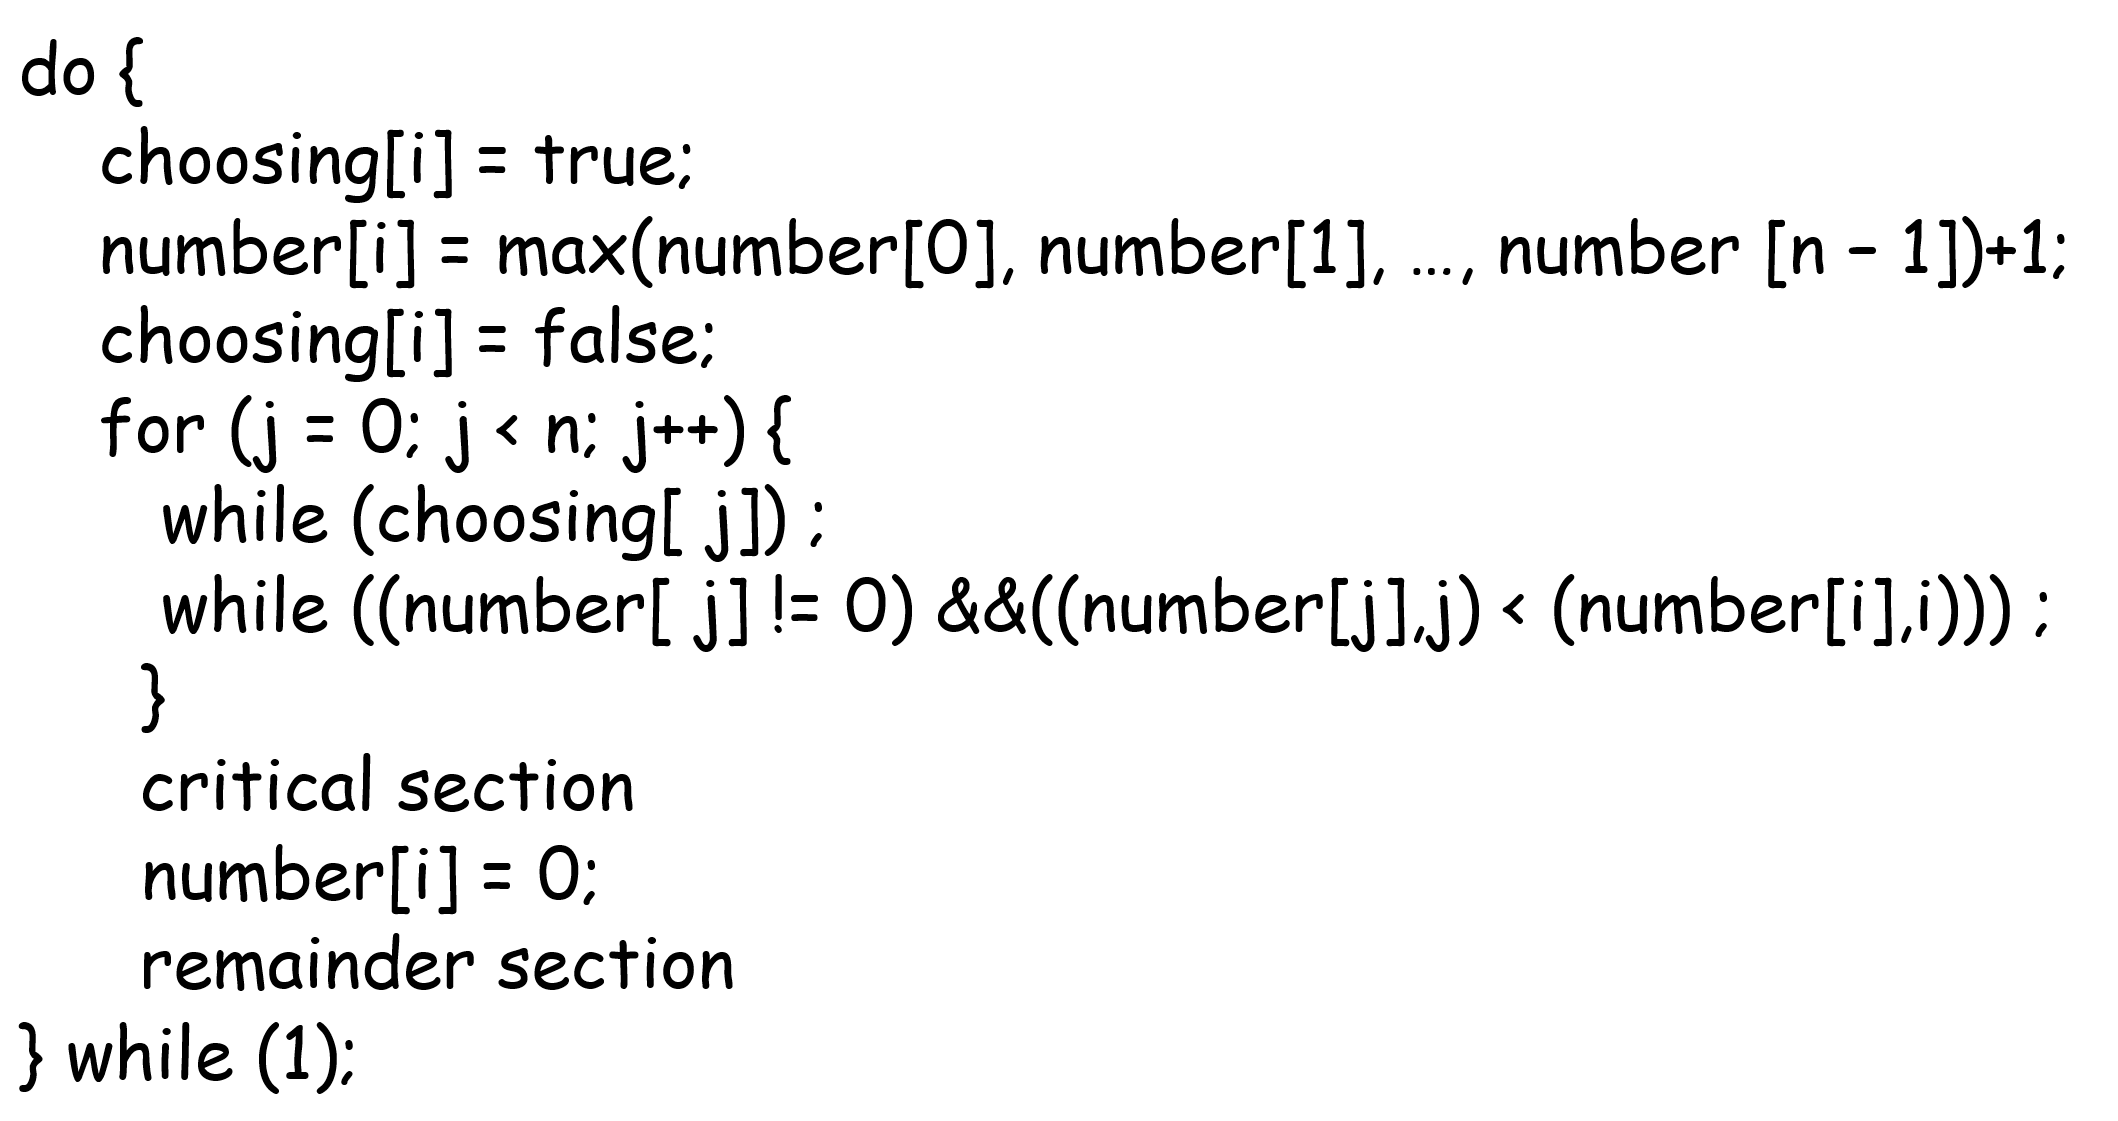 do {
choosing[i] = true;
number[i] = max(number[0], number[1], …, number [n – 1])+1;
choosing[i] = false;
for (j = 0; j < n; j++) {
while (choosing[ j]) ;
while ((number[ j] != 0) &&((number[j],j) < (number[i],i))) ;
}
critical section
number[i] = 0;
remainder section
} while (1);